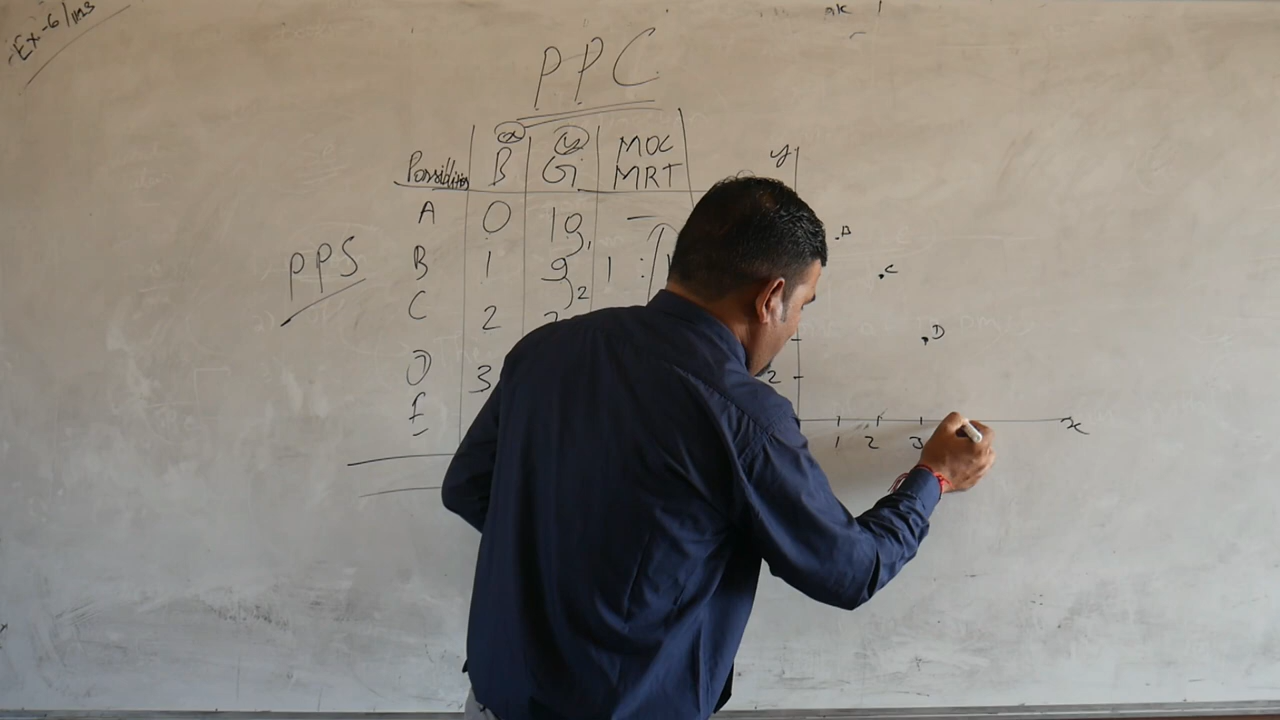 Ex-6/
PPC
(x) (y) MOC
Possibilities B G MRT
A 0 10 –
1
B 1 9 1 :
2
C 2
D 3
E
PPS
y
B
C
D
2
1 2 3
x